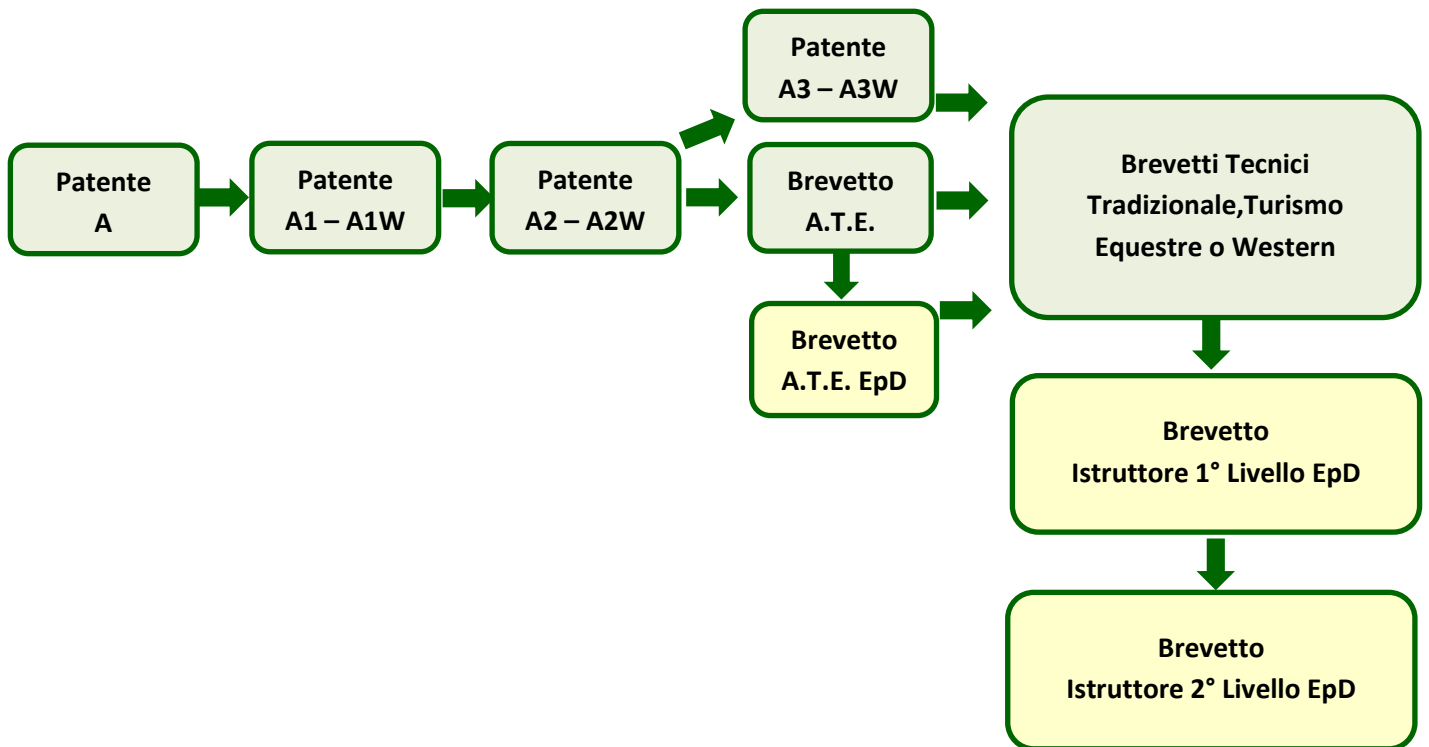 Patente
A
Patente
A1 – A1W
Patente
A2 – A2W
Patente
A3 – A3W
Brevetto
A.T.E.
Brevetto
A.T.E. EpD
Brevetti Tecnici
Tradizionale,Turismo
Equestre o Western
Brevetto
Istruttore 1° Livello EpD
Brevetto
Istruttore 2° Livello EpD